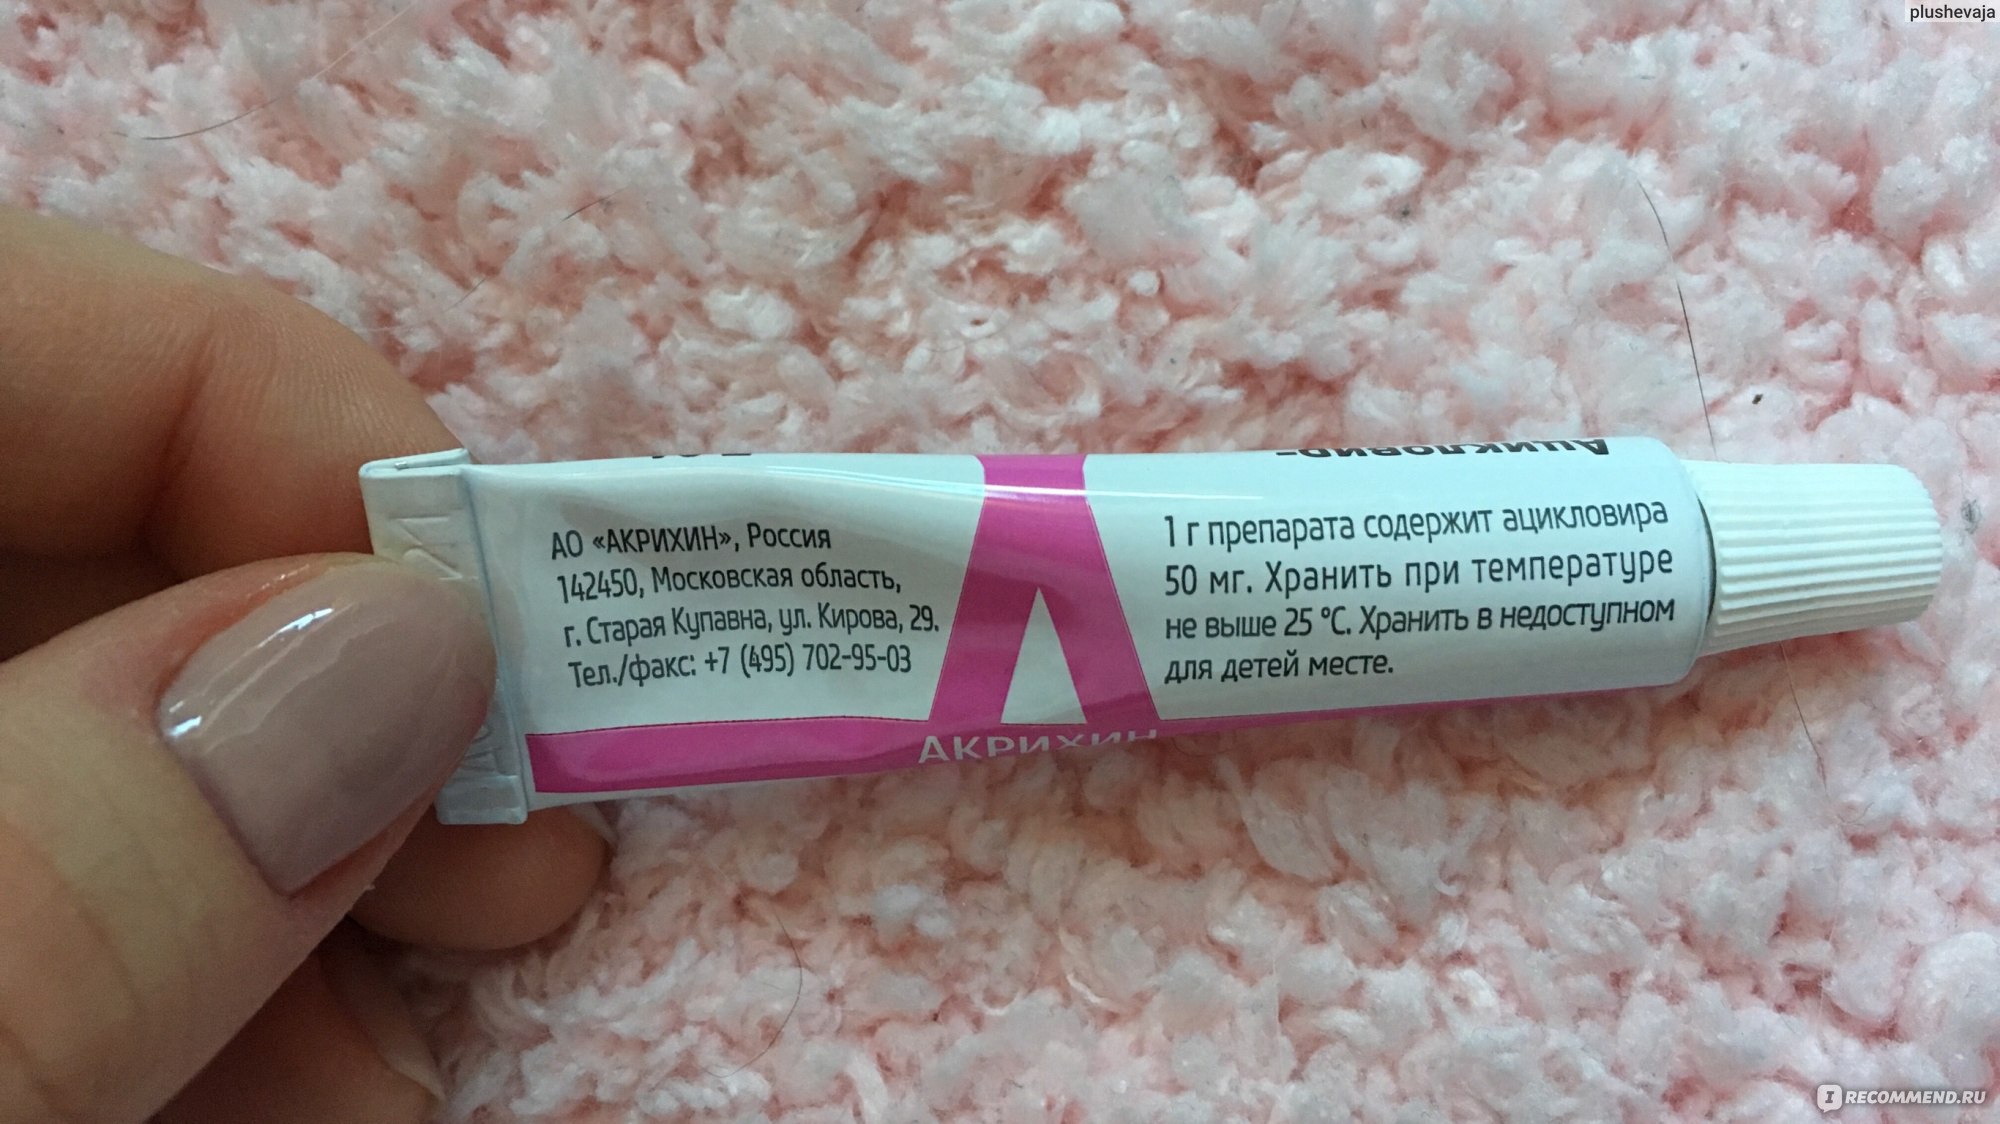 plushevaja
Ацикловир-
АО «АКРИХИН», Россия
142450, Московская область,
г. Старая Купавна, ул. Кирова, 29.
Тел./факс: +7 (495) 702-95-03
1 г препарата содержит ацикловира
50 мг. Хранить при температуре
не выше 25 °C. Хранить в недоступном
для детей месте.
АКРИХИН
I RECOMMEND.RU